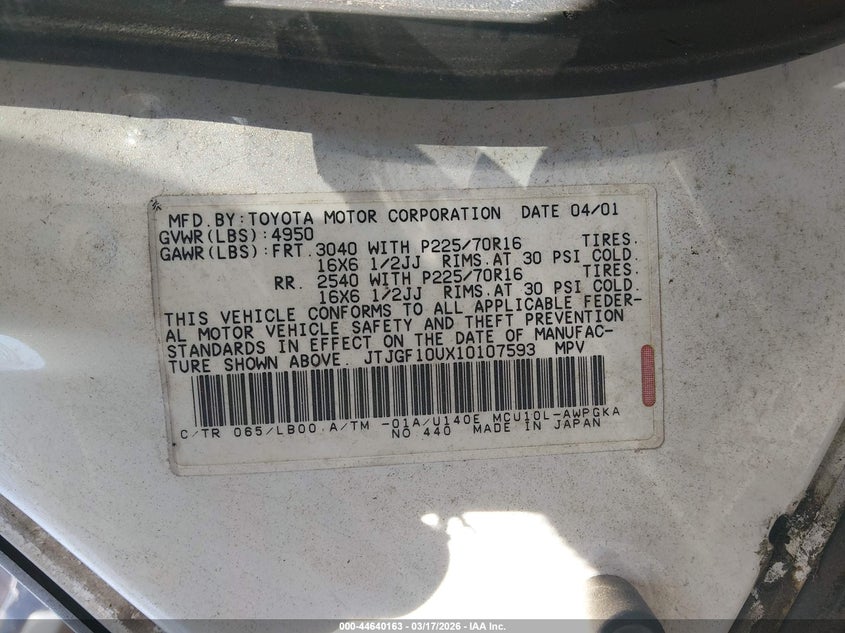 MFD. BY: TOYOTA MOTOR CORPORATION DATE 04/01
GVWR(LBS):4950
GAWR(LBS):FRT. 3040 WITH P225/70R16 TIRES.
16X6 1/2JJ RIMS.AT 30 PSI COLD.
RR. 2540 WITH P225/70R16 TIRES.
16X6 1/2JJ RIMS.AT 30 PSI COLD.
THIS VEHICLE CONFORMS TO ALL APPLICABLE FEDER-
AL MOTOR VEHICLE SAFETY AND THEFT PREVENTION
STANDARDS IN EFFECT ON THE DATE OF MANUFAC-
TURE SHOWN ABOVE. JTJGF10UX10107593 MPV
C/TR 065/LB00.A/TM -01A/U140E MCU10L-AWPGKA
NO 440 MADE IN JAPAN
000-44640163 - 03/17/2026 - IAA Inc.